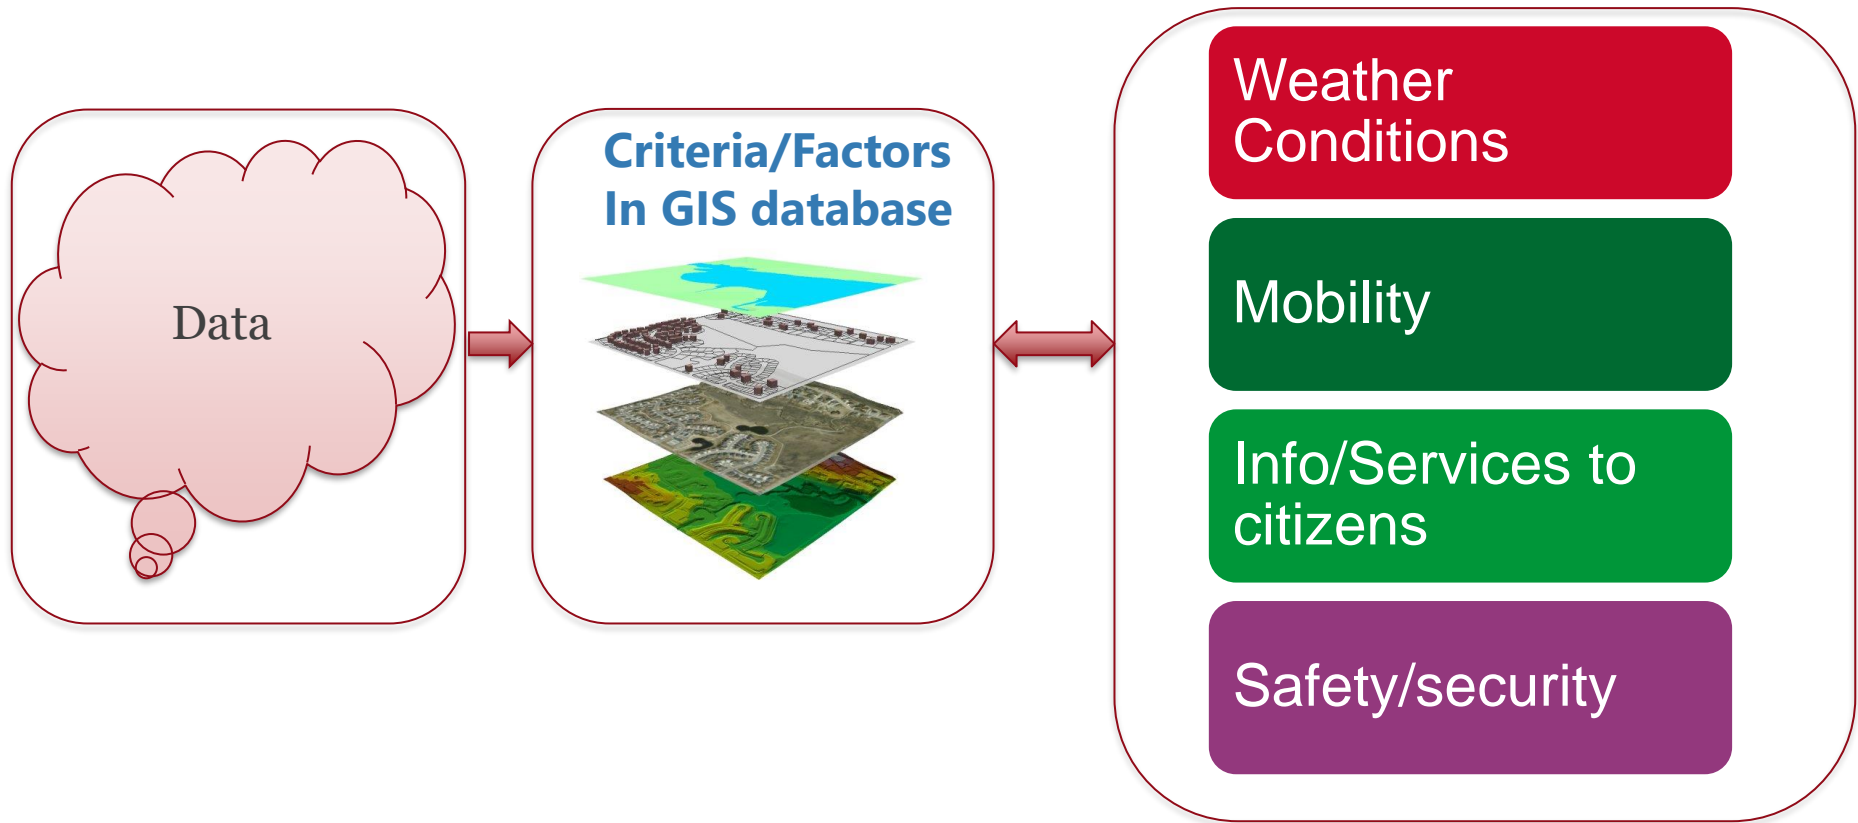 Data
Criteria/Factors
In GIS database
Weather
Conditions
Mobility
Info/Services to
citizens
Safety/security